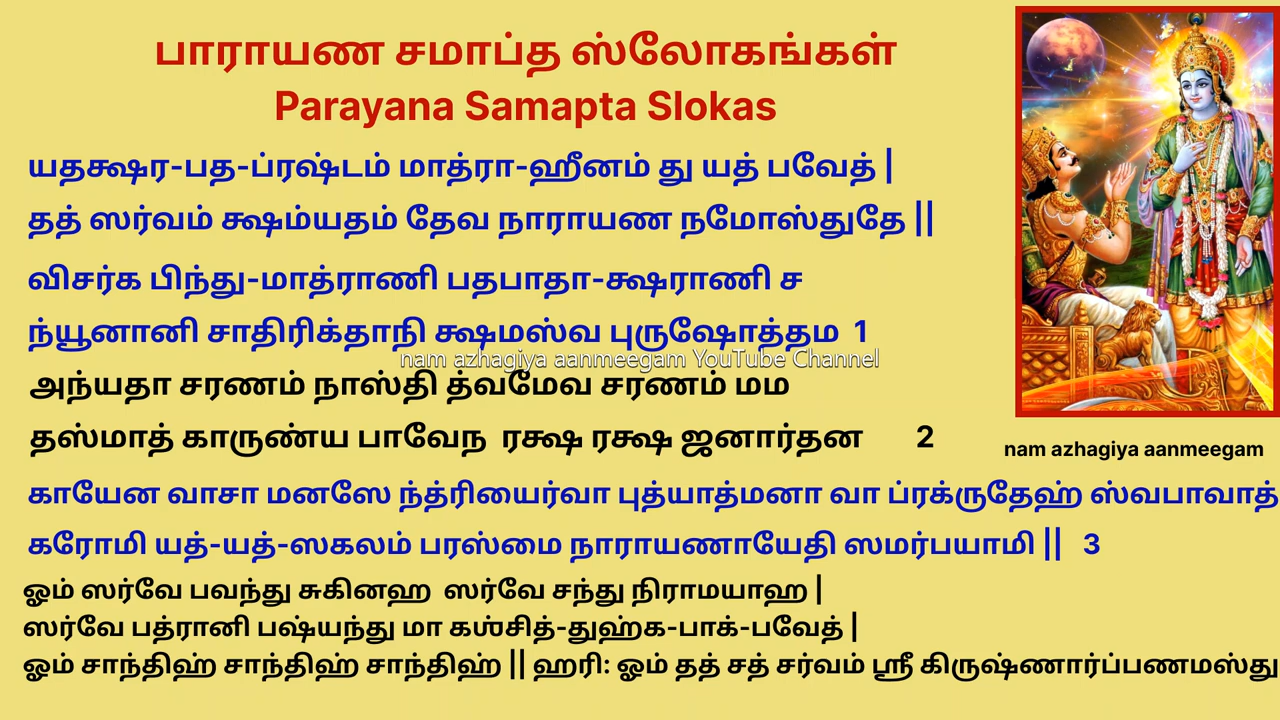 பாராயண சமாப்த ஸ்லோகங்கள்
Parayana Samapta Slokas
யதக்ஷர-பத-ப்ரஷ்டம் மாத்ரா-ஹீனம் து யத் பவேத் |
தத் ஸர்வம் க்ஷம்யதம் தேவ நாராயண நமோஸ்துதே ||
விசர்க பிந்து-மாத்ராணி பதபாதா-க்ஷராணி ச
ந்யூனானி சாதிரிக்தாநி க்ஷமஸ்வ புருஷோத்தம 1
nam azhagiya aanmeegam YouTube Channel
அந்யதா சரணம் நாஸ்தி த்வமேவ சரணம் மம
தஸ்மாத் காருண்ய பாவேந ரக்ஷ ரக்ஷ ஜனார்தன 2
nam azhagiya aanmeegam
காயேன வாசா மனஸே ந்த்ரியைர்வா புத்யாத்மனா வா ப்ரக்ருதேஹ் ஸ்வபாவாத்
கரோமி யத்-யத்-ஸகலம் பரஸ்மை நாராயணாயேதி ஸமர்பயாமி || 3
ஓம் ஸர்வே பவந்து சுகினஹ ஸர்வே சந்து நிராமயாஹ |
ஸர்வே பத்ரானி பஷ்யந்து மா கஶ்சித்-துஹ்க-பாக்-பவேத் |
ஓம் சாந்திஹ் சாந்திஹ் சாந்திஹ் || ஹரி: ஓம் தத் சத் சர்வம் ஸ்ரீ கிருஷ்ணார்ப்பணமஸ்து